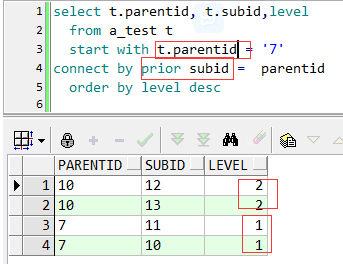 1 select t.parentid, t.subid,level
2 from a_test t
3 start with t.parentid = '7'
4 connect by prior subid = parentid
5 order by level desc
6
PARENTID SUBID LEVEL
1 10 12 2
2 10 13 2
3 7 11 1
4 7 10 1